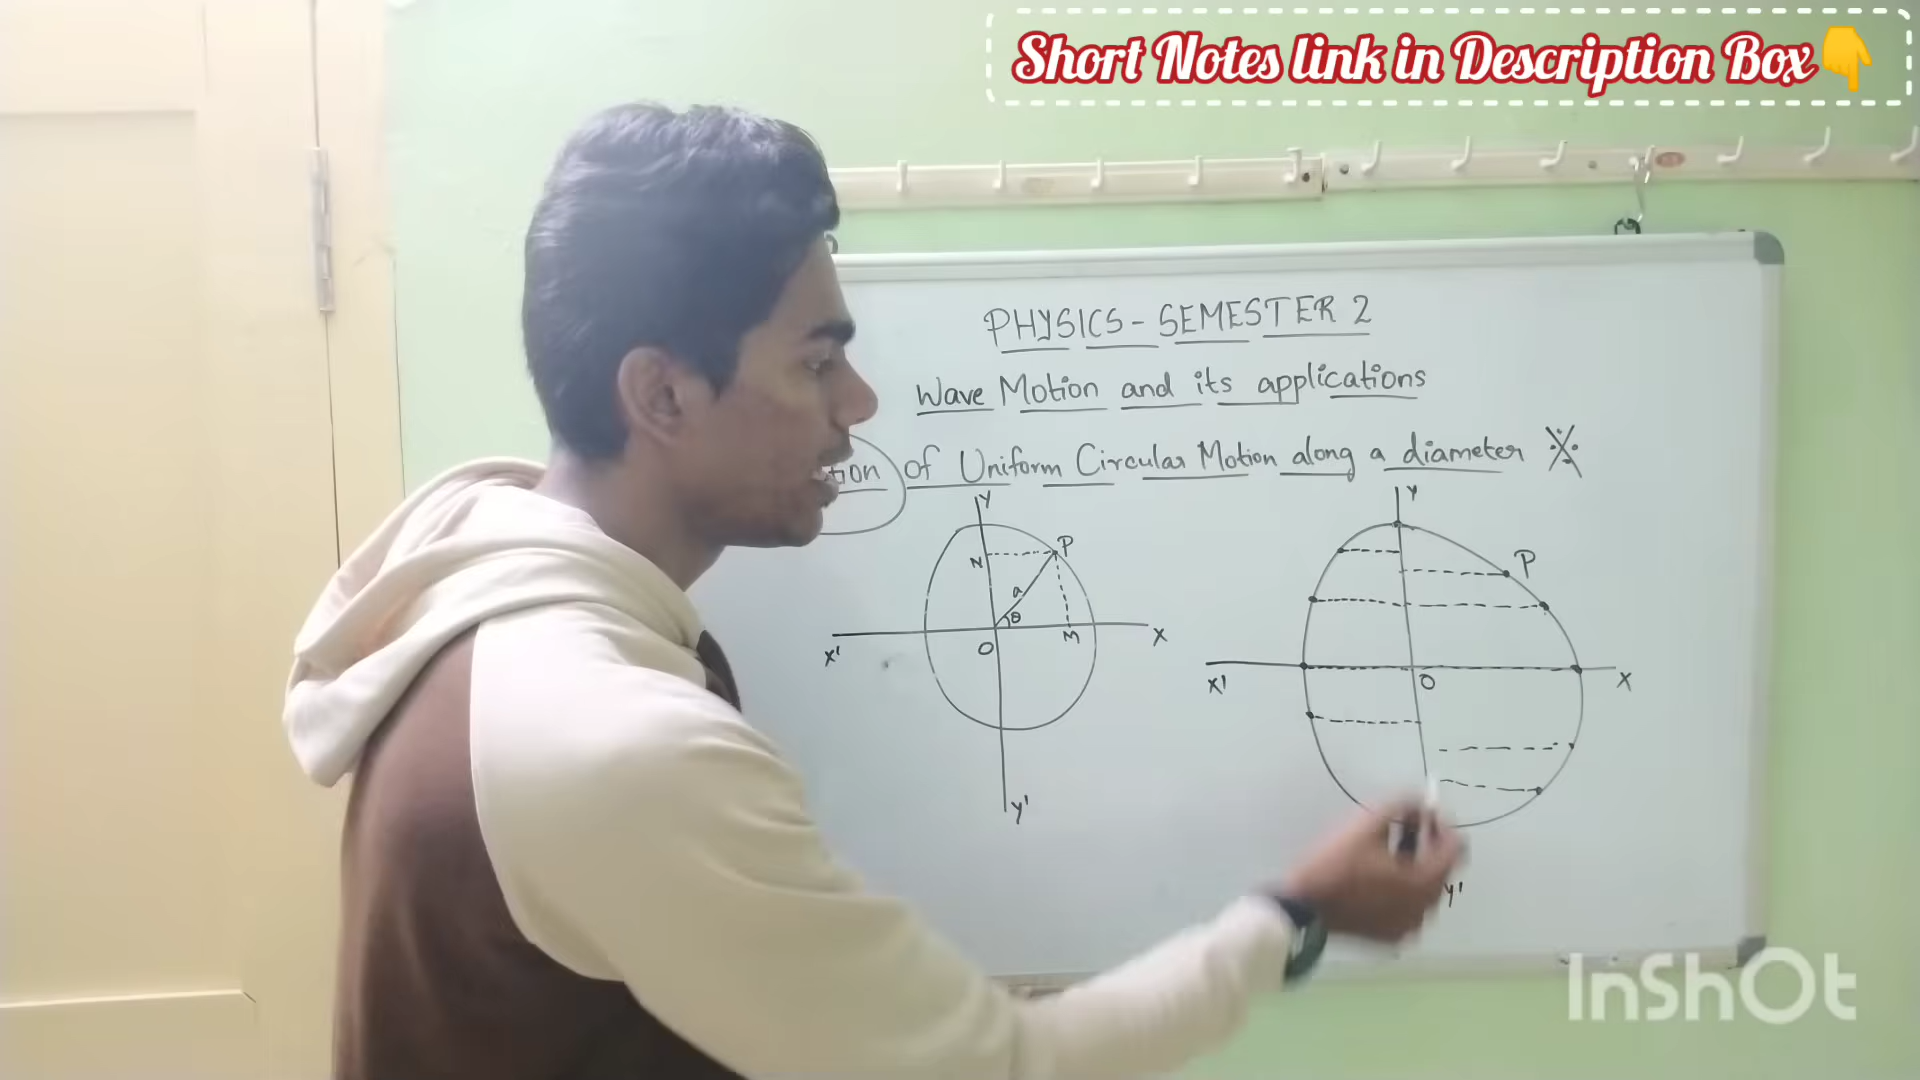 Short Notes link in Description Box👇
PHYSICS - SEMESTER 2
Wave Motion and its applications
tion of Uniform Circular Motion along a diameter
Y
N
P
a
θ
O
M
X'
X
Y'
Y
P
X'
O
X
Y'
InShOt